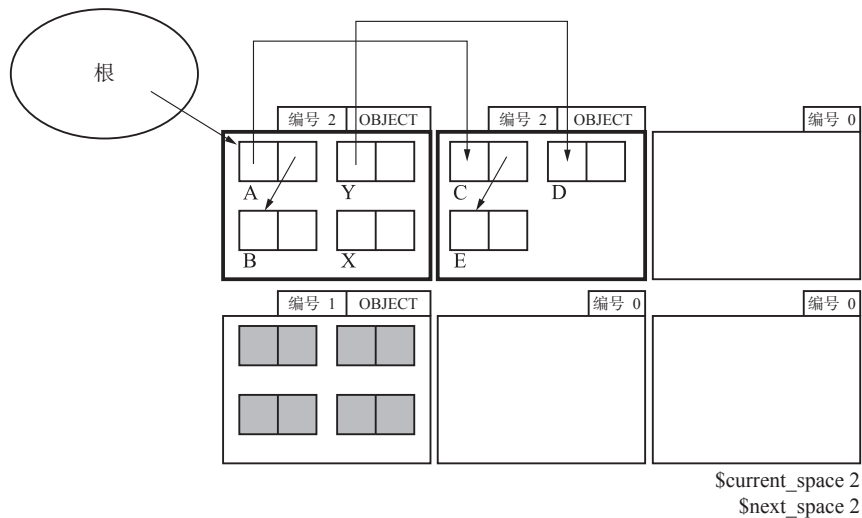 根
编号 2 OBJECT
编号 2 OBJECT
编号 0
A Y
C D
B X
E
编号 1 OBJECT
编号 0
编号 0
$current_space 2
$next_space 2